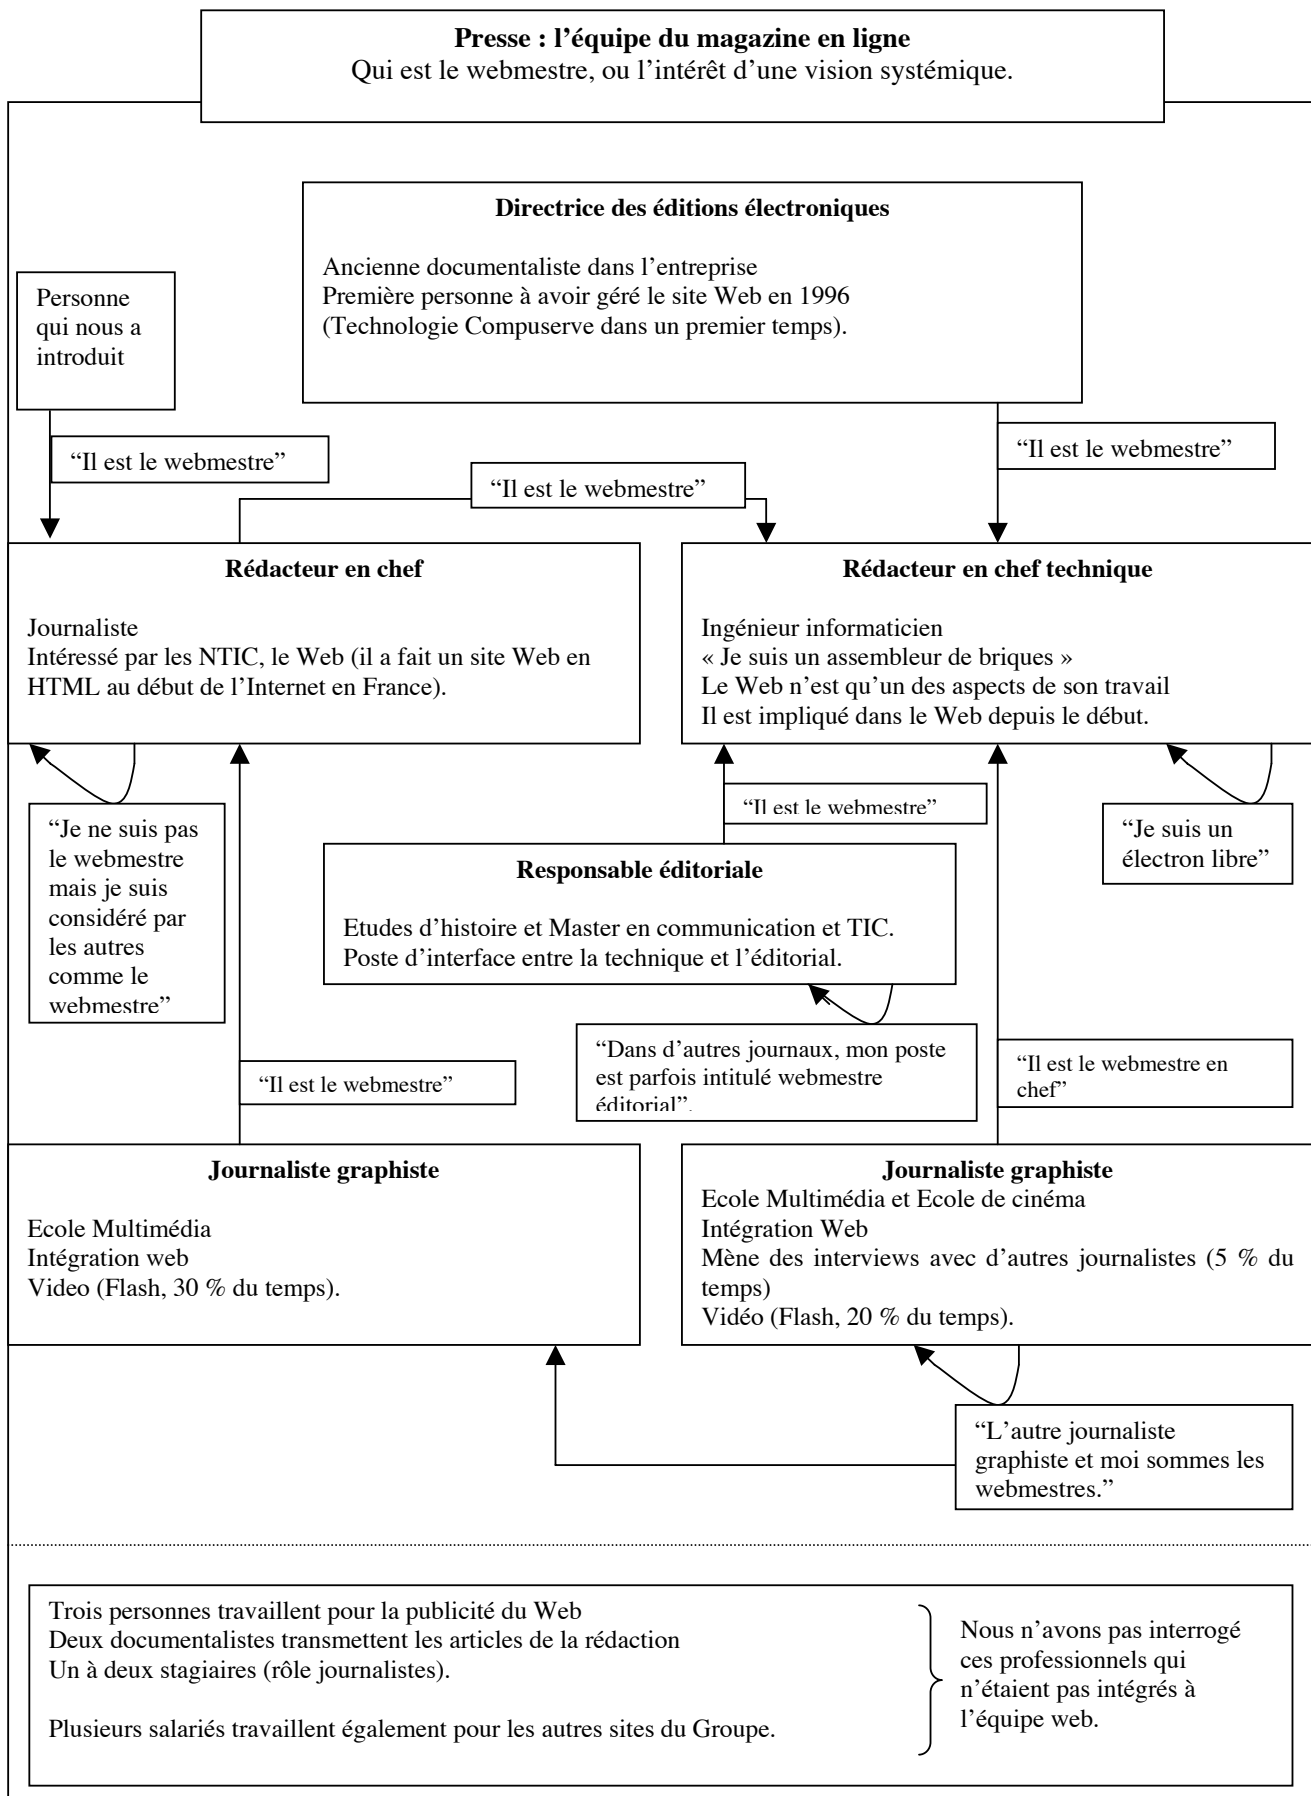 Presse : l’équipe du magazine en ligne
Qui est le webmestre, ou l’intérêt d’une vision systémique.
Directrice des éditions électroniques
Ancienne documentaliste dans l’entreprise
Première personne à avoir géré le site Web en 1996
(Technologie Compuserve dans un premier temps).
Personne
qui nous a
introduit
“Il est le webmestre”
“Il est le webmestre”
“Il est le webmestre”
Rédacteur en chef
Journaliste
Intéressé par les NTIC, le Web (il a fait un site Web en
HTML au début de l’Internet en France).
Rédacteur en chef technique
Ingénieur informaticien
« Je suis un assembleur de briques »
Le Web n’est qu’un des aspects de son travail
Il est impliqué dans le Web depuis le début.
“Je ne suis pas
le webmestre
mais je suis
considéré par
les autres
comme le
webmestre”
“Il est le webmestre”
“Je suis un
électron libre”
Responsable éditoriale
Etudes d’histoire et Master en communication et TIC.
Poste d’interface entre la technique et l’éditorial.
“Dans d’autres journaux, mon poste
est parfois intitulé webmestre
éditorial”.
“Il est le webmestre”
“Il est le webmestre en
chef”
Journaliste graphiste
Ecole Multimédia
Intégration web
Video (Flash, 30 % du temps).
Journaliste graphiste
Ecole Multimédia et Ecole de cinéma
Intégration Web
Mène des interviews avec d’autres journalistes (5 % du
temps)
Vidéo (Flash, 20 % du temps).
“L’autre journaliste
graphiste et moi sommes les
webmestres.”
Trois personnes travaillent pour la publicité du Web
Deux documentalistes transmettent les articles de la rédaction
Un à deux stagiaires (rôle journalistes).
Plusieurs salariés travaillent également pour les autres sites du Groupe.
Nous n’avons pas interrogé
ces professionnels qui
n’étaient pas intégrés à
l’équipe web.